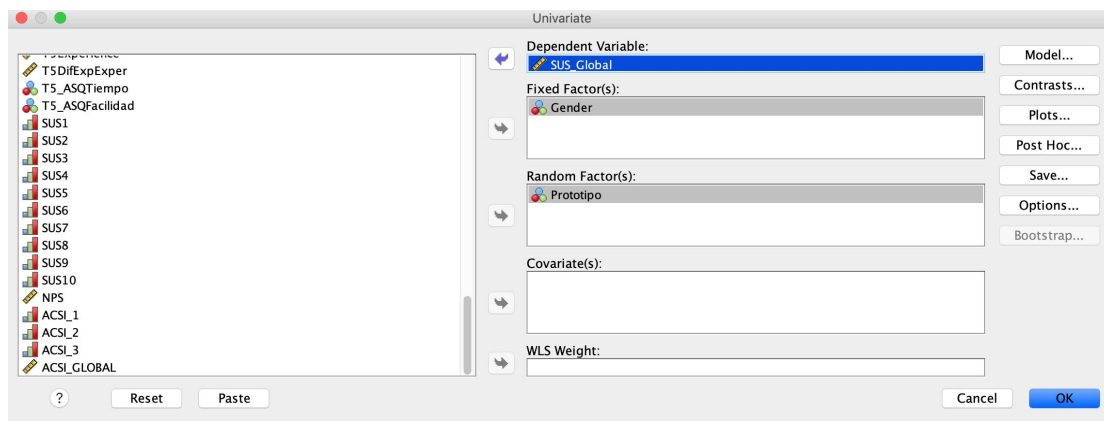 Univariate
T5DifExpExper
T5_ASQTiempo
T5_ASQFacilidad
SUS1
SUS2
SUS3
SUS4
SUS5
SUS6
SUS7
SUS8
SUS9
SUS10
NPS
ACSI_1
ACSI_2
ACSI_3
ACSI_GLOBAL
Dependent Variable:
SUS_Global
Fixed Factor(s):
Gender
Random Factor(s):
Prototipo
Covariate(s):
WLS Weight:
Model...
Contrasts...
Plots...
Post Hoc...
Save...
Options...
Bootstrap...
?
Reset
Paste
Cancel
OK